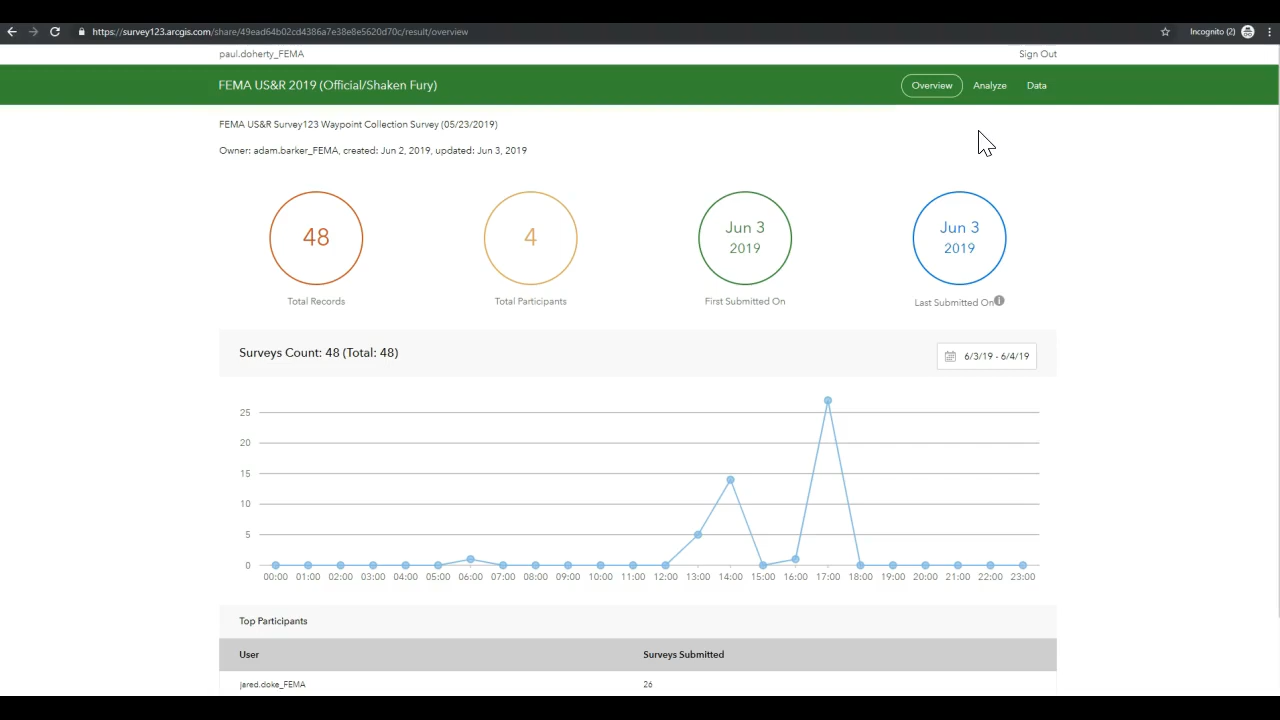 https://survey123.arcgis.com/share/49ead64b02cd4386a7e38e8e5620d70c/result/overview Incognito (2)
paul.doherty_FEMA Sign Out
FEMA US&R 2019 (Official/Shaken Fury) Overview Analyze Data
FEMA US&R Survey123 Waypoint Collection Survey (05/23/2019)
Owner: adam.barker_FEMA, created: Jun 2, 2019, updated: Jun 3, 2019
48
Total Records
4
Total Participants
Jun 3
2019
First Submitted On
Jun 3
2019
Last Submitted On
Surveys Count: 48 (Total: 48)
6/3/19 - 6/4/19
25
20
15
10
5
0
00:00 01:00 02:00 03:00 04:00 05:00 06:00 07:00 08:00 09:00 10:00 11:00 12:00 13:00 14:00 15:00 16:00 17:00 18:00 19:00 20:00 21:00 22:00 23:00
Top Participants
User Surveys Submitted
jared.doke_FEMA 26